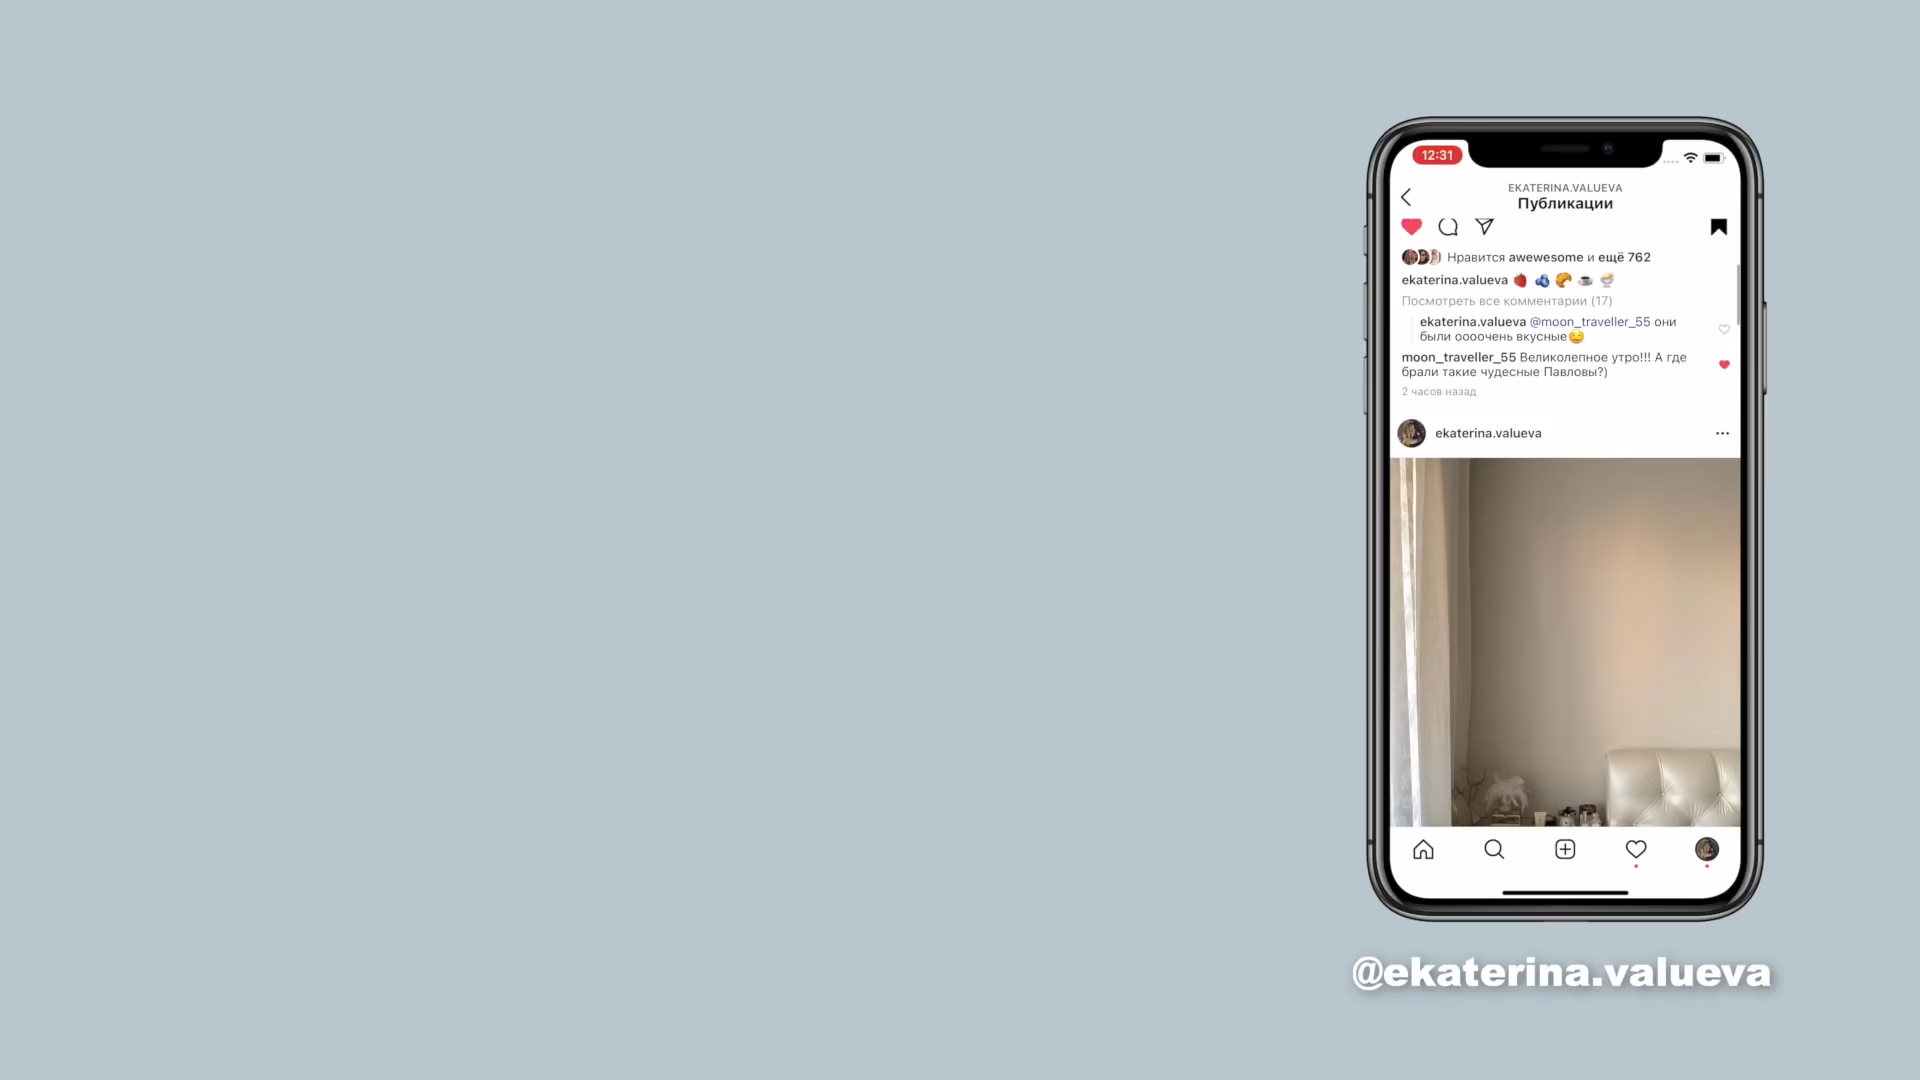 12:31
EKATERINA.VALUEVA
Публикации
Нравится awewesome и ещё 762
ekaterina.valueva 🍓 🫐 🥐 ☕ 🍨
Посмотреть все комментарии (17)
ekaterina.valueva @moon_traveller_55 они
были оооочень вкусные😋
moon_traveller_55 Великолепное утро!!! А где
брали такие чудесные Павловы?)
2 часов назад
ekaterina.valueva
@ekaterina.valueva